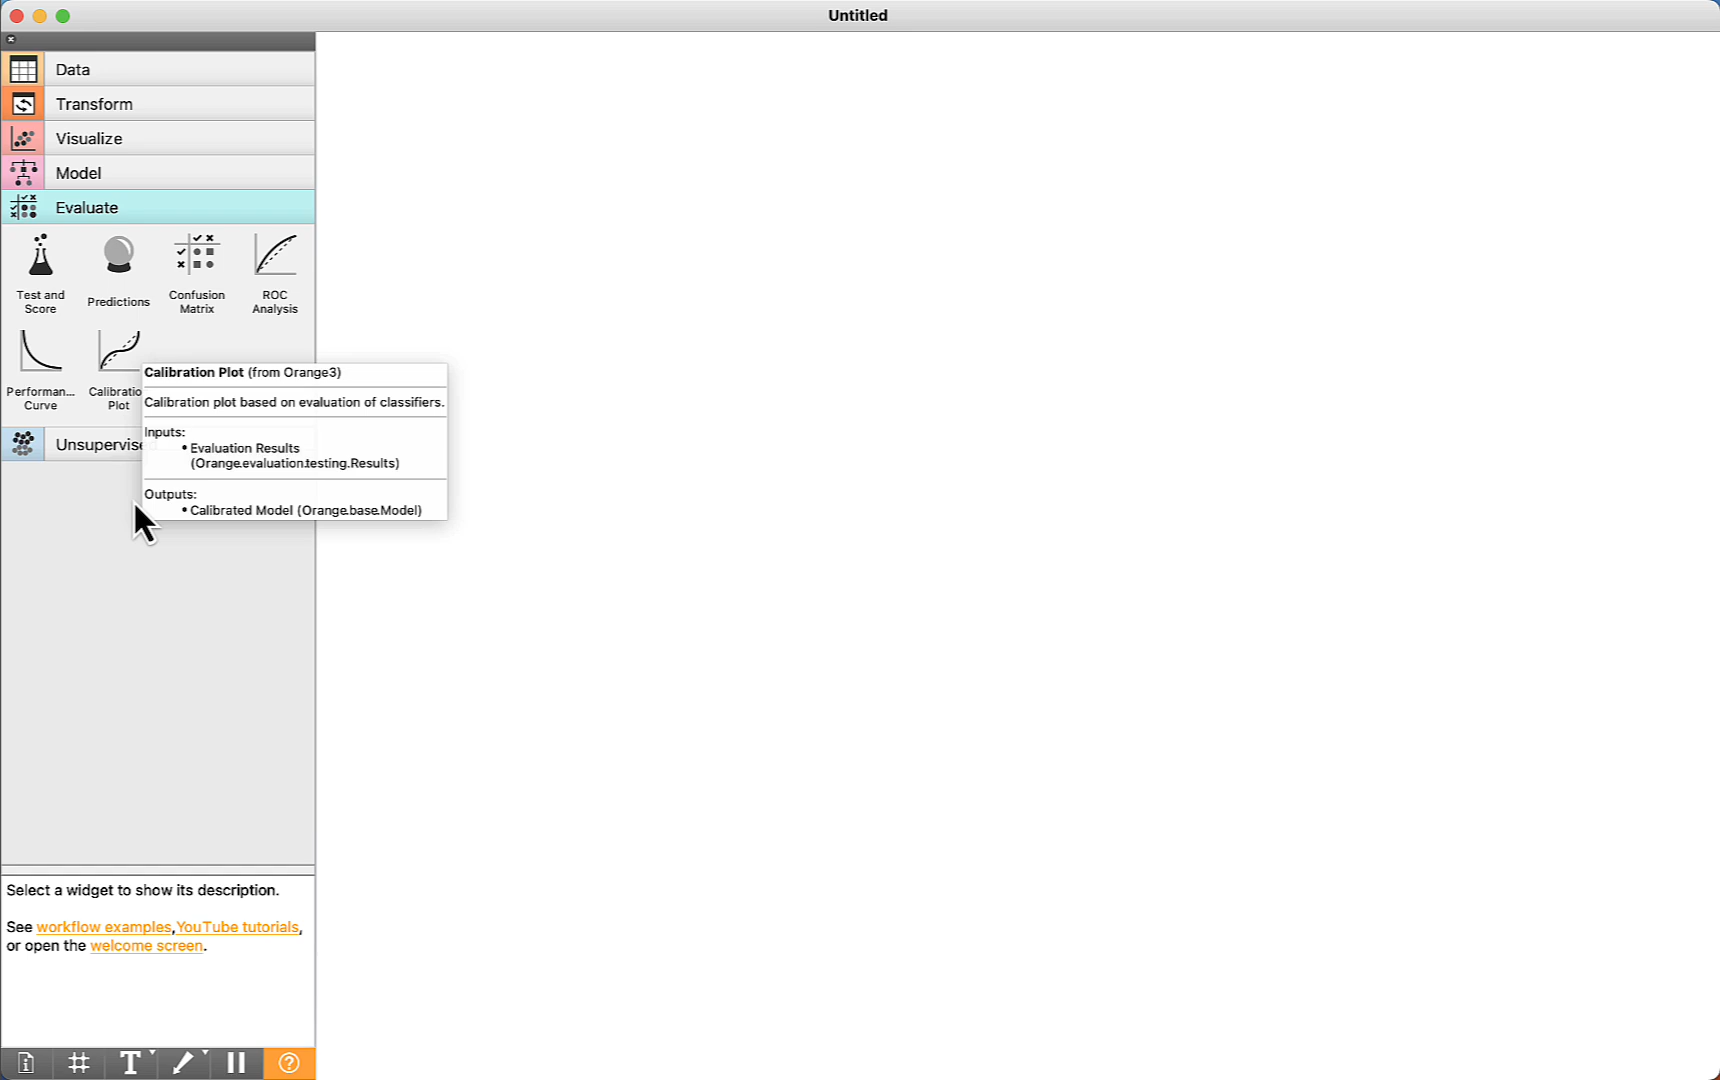 Untitled
Data
Transform
Visualize
Model
Evaluate
Test and
Score
Predictions
Confusion
Matrix
ROC
Analysis
Performan...
Curve
Calibratio
Plot
Calibration Plot (from Orange3)
Calibration plot based on evaluation of classifiers.
Inputs:
• Evaluation Results
(Orange.evaluation.testing.Results)
Outputs:
• Calibrated Model (Orange.base.Model)
Unsupervise
Select a widget to show its description.
See workflow examples, YouTube tutorials,
or open the welcome screen.